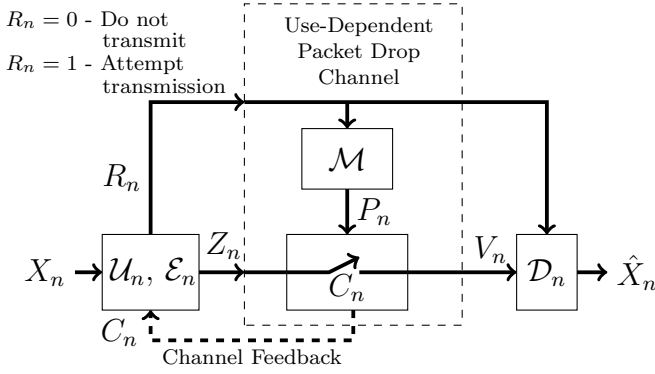 R_n = 0 - Do not
transmit
R_n = 1 - Attempt
transmission
Use-Dependent
Packet Drop
Channel
R_n
ℳ
P_n
X_n
𝒰_n, ℰ_n
Z_n
C_n
V_n
𝒟_n
X̂_n
C_n
Channel Feedback